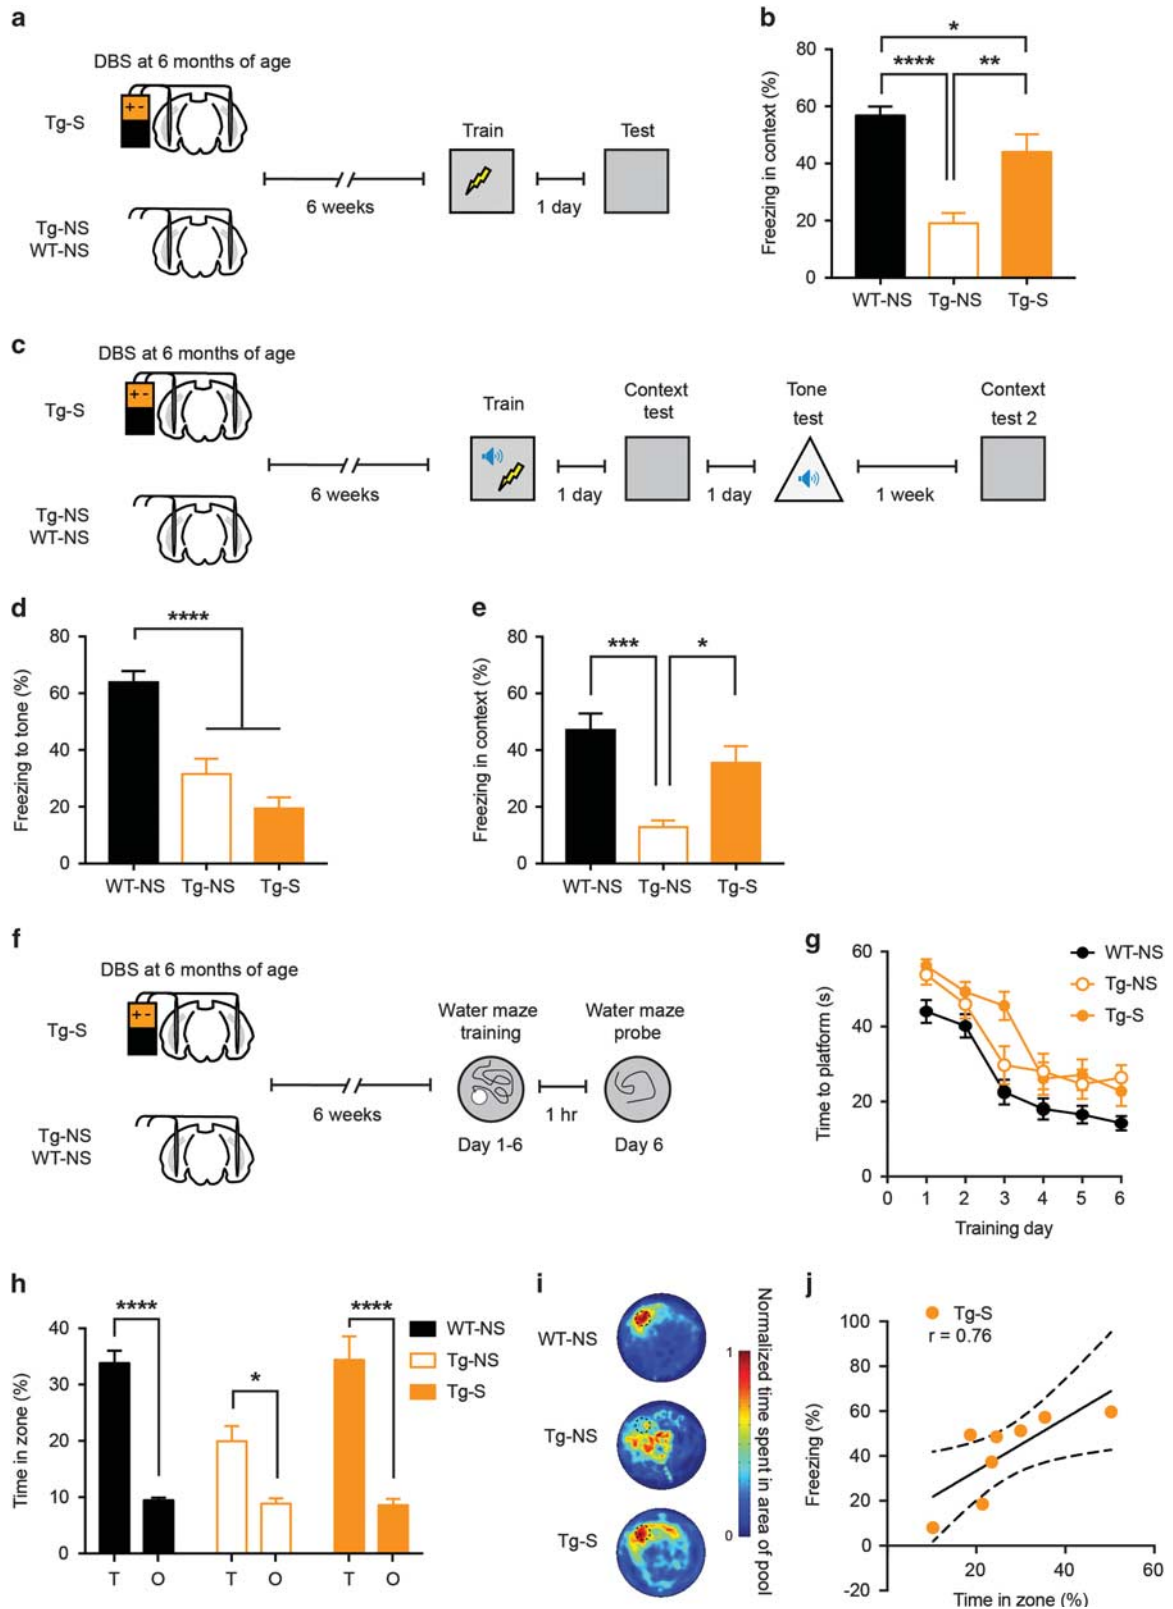 a
DBS at 6 months of age
+ -
Tg-S
Train
Test
6 weeks
1 day
Tg-NS
WT-NS
b
*
****
**
Freezing in context (%)
80
60
40
20
0
WT-NS
Tg-NS
Tg-S
c
DBS at 6 months of age
+ -
Tg-S
Train
Context
test
Tone
test
Context
test 2
6 weeks
1 day
1 day
1 week
Tg-NS
WT-NS
d
****
Freezing to tone (%)
80
60
40
20
0
WT-NS
Tg-NS
Tg-S
e
***
*
Freezing in context (%)
80
60
40
20
0
WT-NS
Tg-NS
Tg-S
f
DBS at 6 months of age
+ -
Tg-S
Water maze
training
Water maze
probe
6 weeks
1 hr
Day 1-6
Day 6
Tg-NS
WT-NS
g
WT-NS
Tg-NS
Tg-S
Time to platform (s)
60
40
20
0
0 1 2 3 4 5 6
Training day
h
****
*
****
WT-NS
Tg-NS
Tg-S
Time in zone (%)
40
30
20
10
0
T O T O T O
i
WT-NS
Tg-NS
Tg-S
1
0
Normalized time spent in area of pool
j
Tg-S
r = 0.76
Freezing (%)
100
80
60
40
20
0
-20
20 40 60
Time in zone (%)